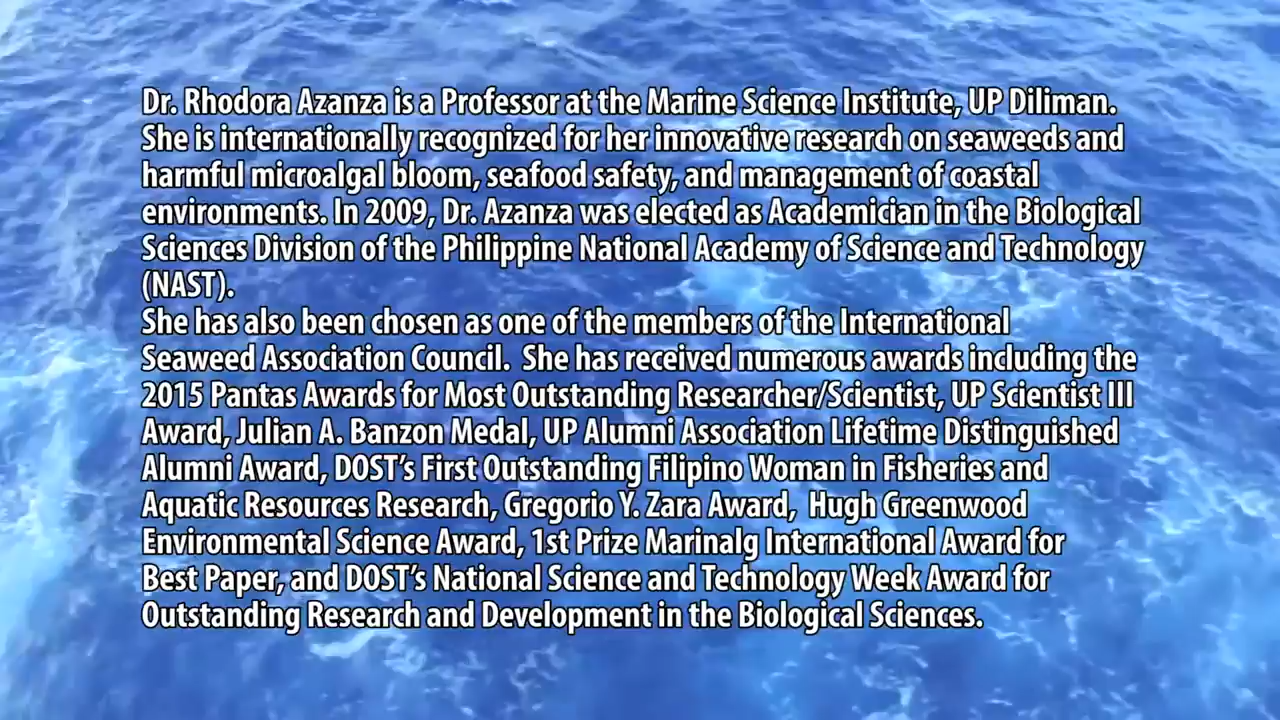 Dr. Rhodora Azanza is a Professor at the Marine Science Institute, UP Diliman.
She is internationally recognized for her innovative research on seaweeds and
harmful microalgal bloom, seafood safety, and management of coastal
environments. In 2009, Dr. Azanza was elected as Academician in the Biological
Sciences Division of the Philippine National Academy of Science and Technology
(NAST).
She has also been chosen as one of the members of the International
Seaweed Association Council.  She has received numerous awards including the
2015 Pantas Awards for Most Outstanding Researcher/Scientist, UP Scientist III
Award, Julian A. Banzon Medal, UP Alumni Association Lifetime Distinguished
Alumni Award, DOST’s First Outstanding Filipino Woman in Fisheries and
Aquatic Resources Research, Gregorio Y. Zara Award,  Hugh Greenwood
Environmental Science Award, 1st Prize Marinalg International Award for
Best Paper, and DOST’s National Science and Technology Week Award for
Outstanding Research and Development in the Biological Sciences.